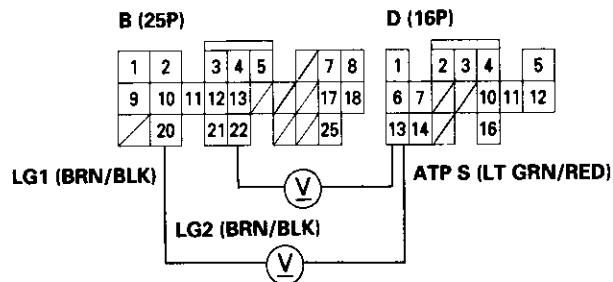 B (25P) D (16P)
1 2 3 4 5 7 8 1 2 3 4 5
9 10 11 12 13 17 18 6 7 10 11 12
20 21 22 25 13 14 16
LG1 (BRN/BLK) ATP S (LT GRN/RED)
V
LG2 (BRN/BLK)
V